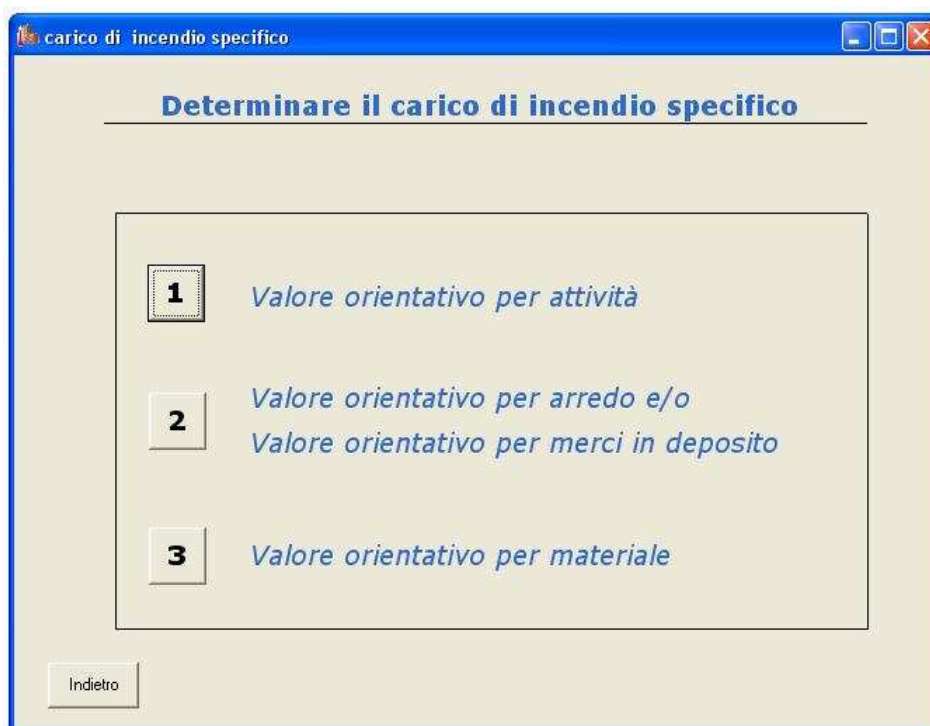 carico di incendio specifico
Determinare il carico di incendio specifico
1
Valore orientativo per attività
2
Valore orientativo per arredo e/o
Valore orientativo per merci in deposito
3
Valore orientativo per materiale
Indietro